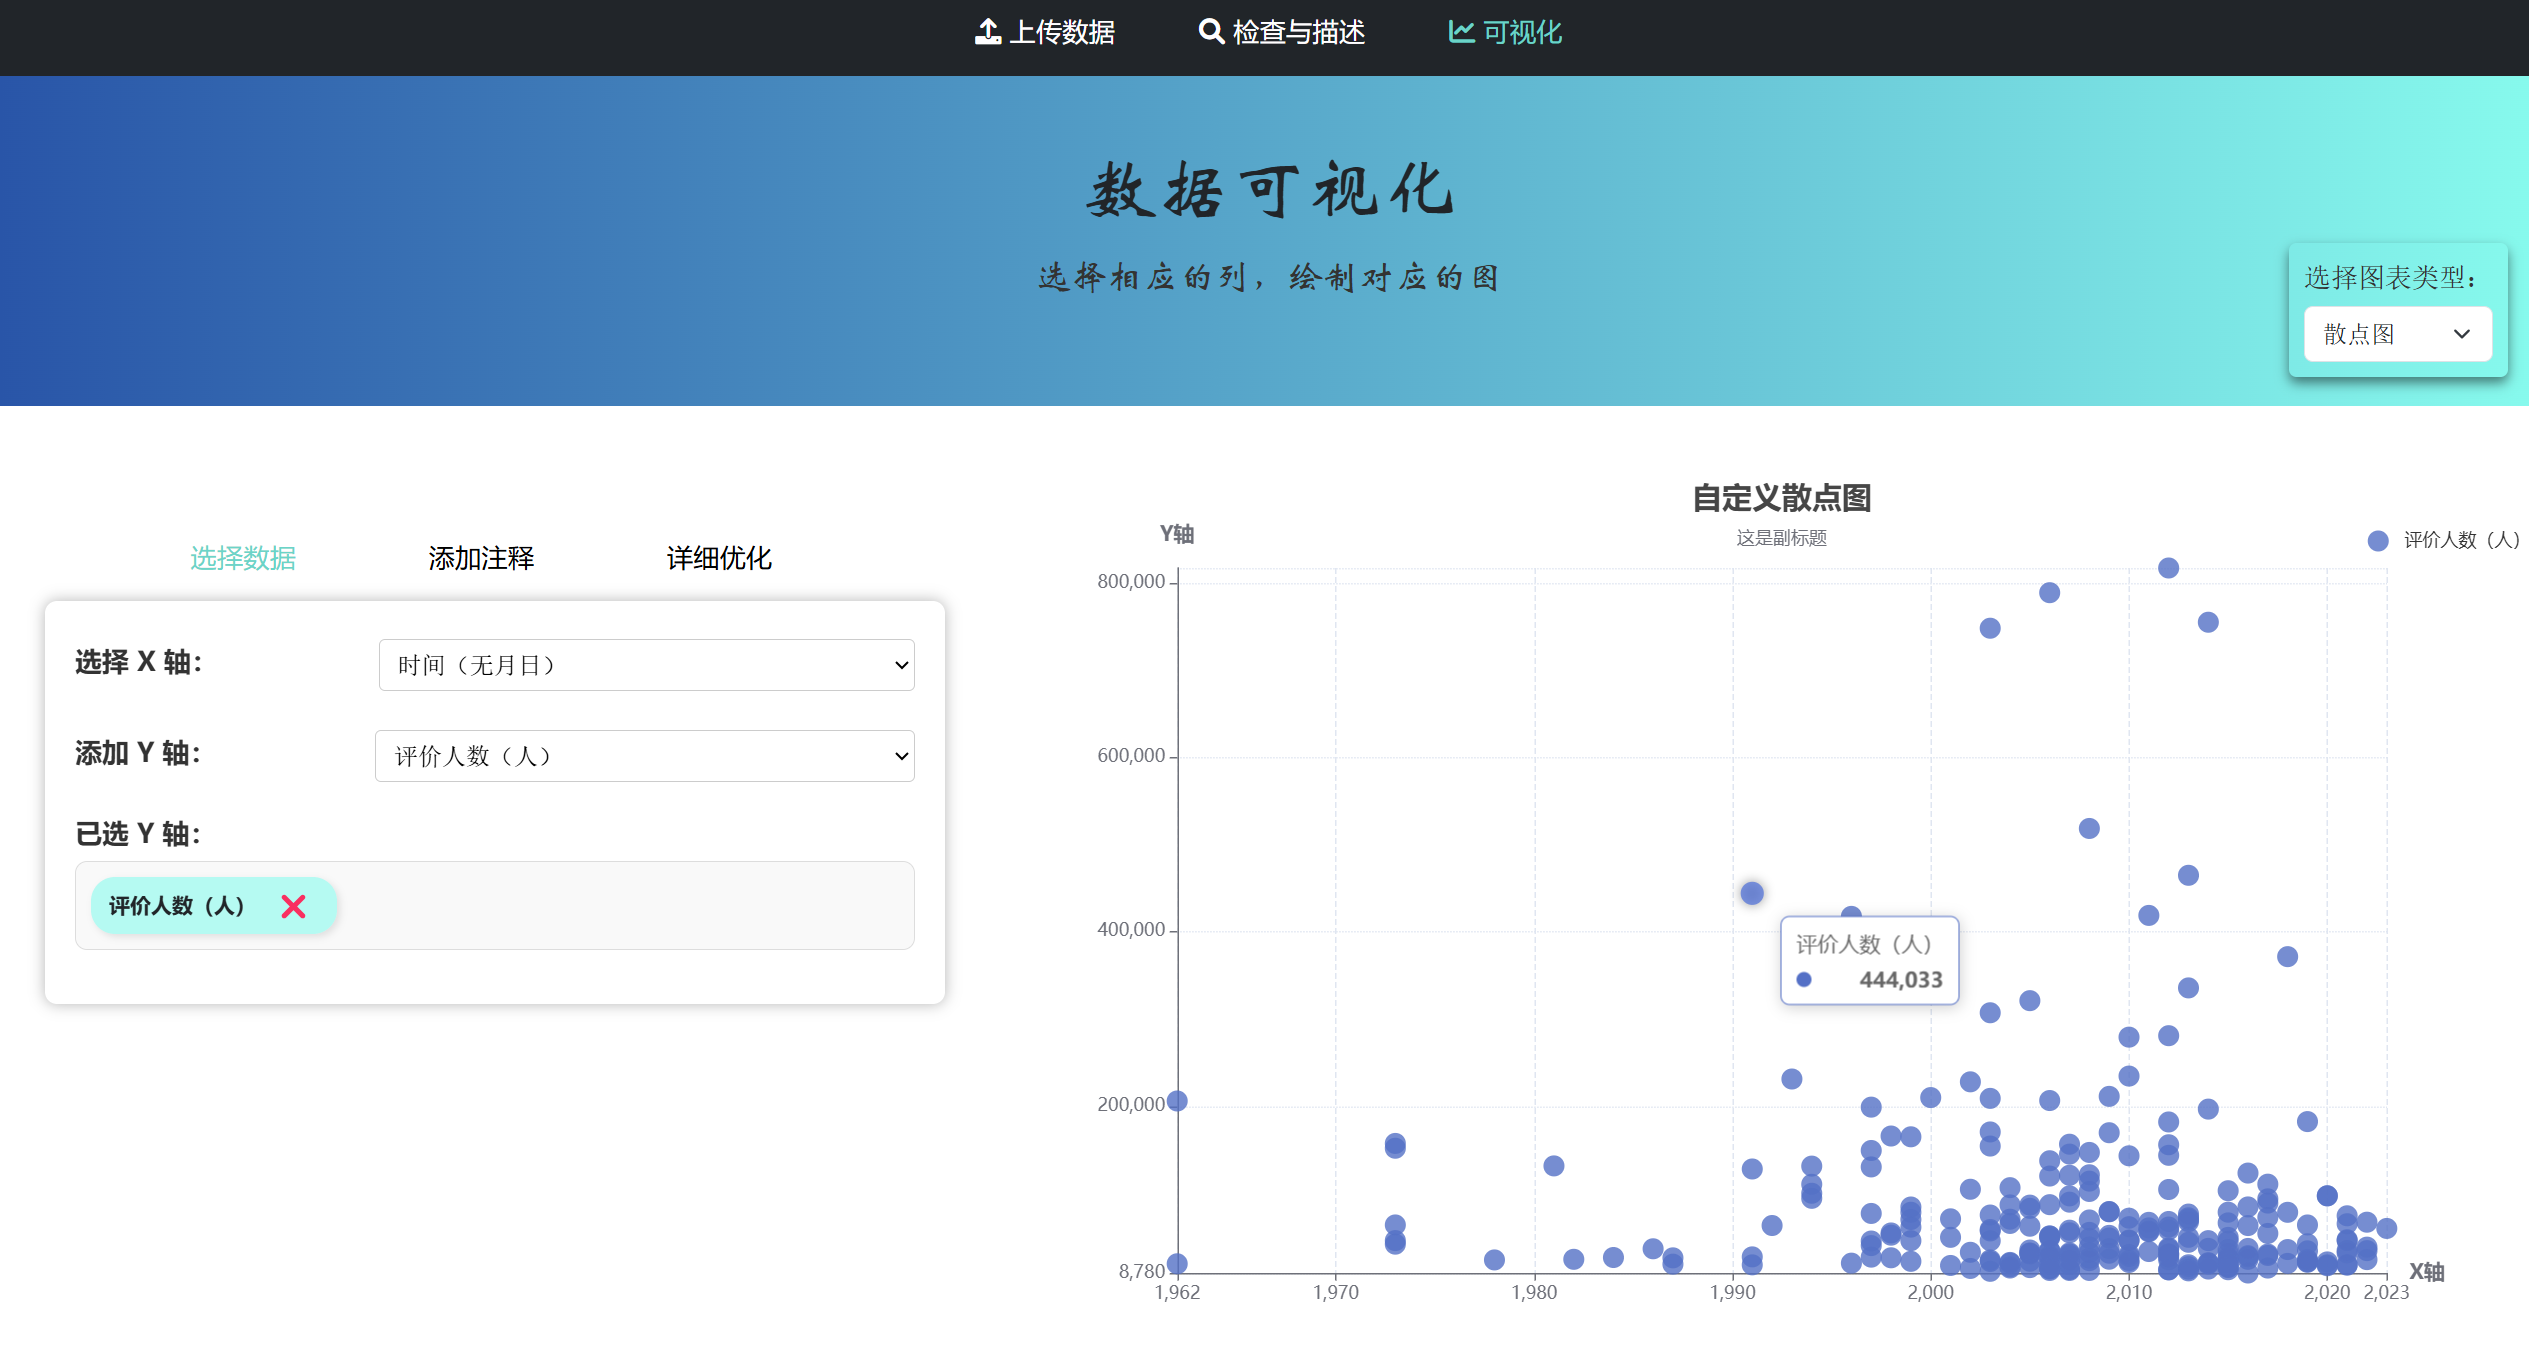 上传数据
检查与描述
可视化
数据可视化
选择相应的列，绘制对应的图
选择图表类型：
散点图
选择数据
添加注释
详细优化
选择 X 轴：
时间（无月日）
添加 Y 轴：
评价人数（人）
已选 Y 轴：
评价人数（人）
自定义散点图
这是副标题
Y轴
评价人数（人）
800,000
600,000
400,000
200,000
8,780
评价人数（人）
444,033
X轴
1,962
1,970
1,980
1,990
2,000
2,010
2,020
2,023